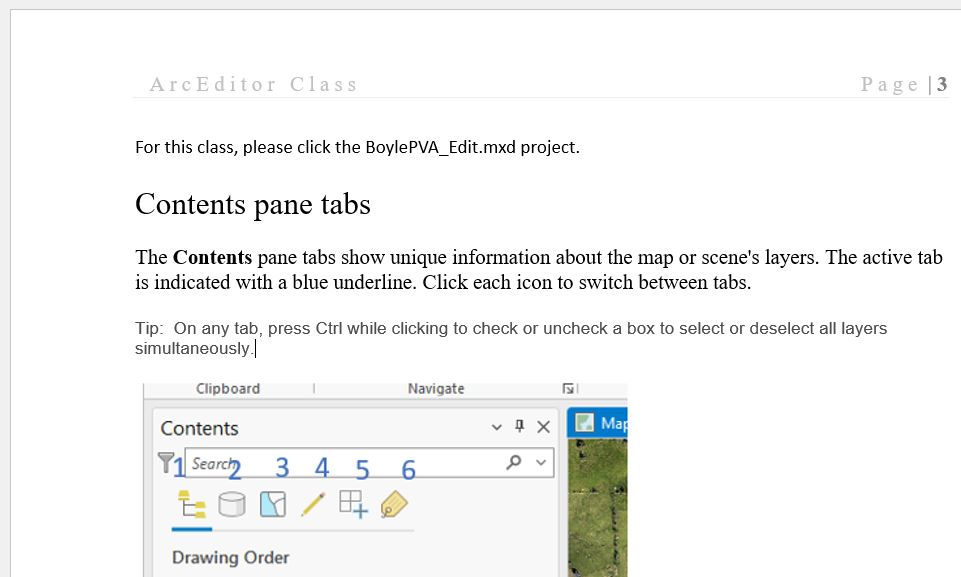 ArcEditor Class Page | 3
For this class, please click the BoylePVA_Edit.mxd project.
Contents pane tabs
The Contents pane tabs show unique information about the map or scene's layers. The active tab
is indicated with a blue underline. Click each icon to switch between tabs.
Tip: On any tab, press Ctrl while clicking to check or uncheck a box to select or deselect all layers
simultaneously.
Clipboard Navigate
Contents Map
1 Search 2 3 4 5 6
Drawing Order